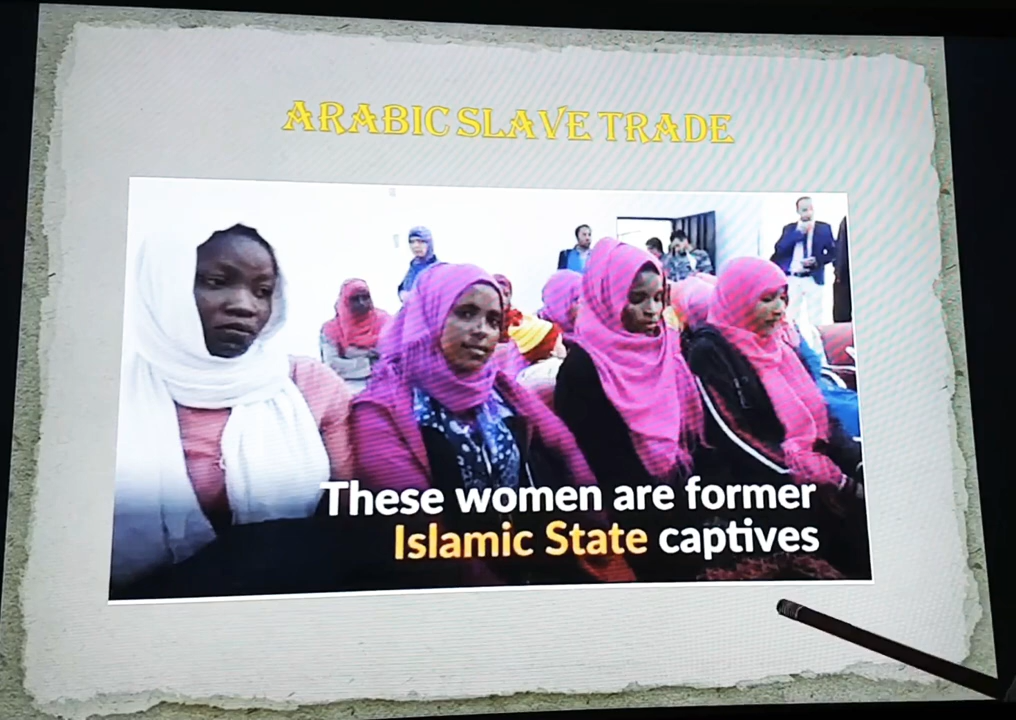 ARABIC SLAVE TRADE
These women are former
Islamic State captives